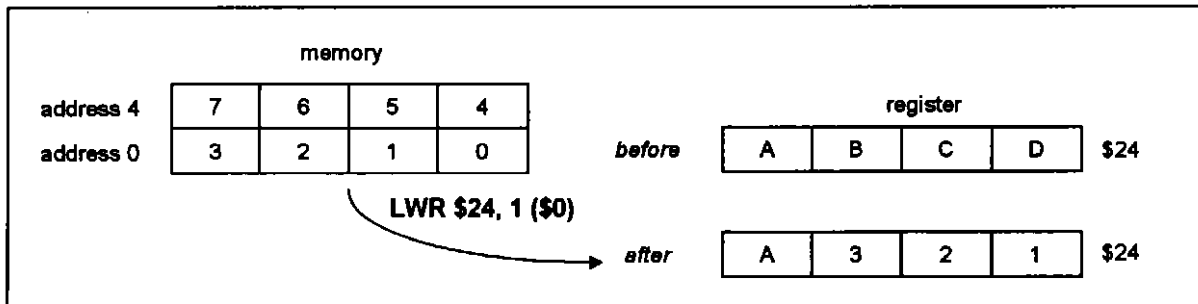 memory
address 4 7 6 5 4
register
address 0 3 2 1 0
before A B C D $24
LWR $24, 1 ($0)
after A 3 2 1 $24